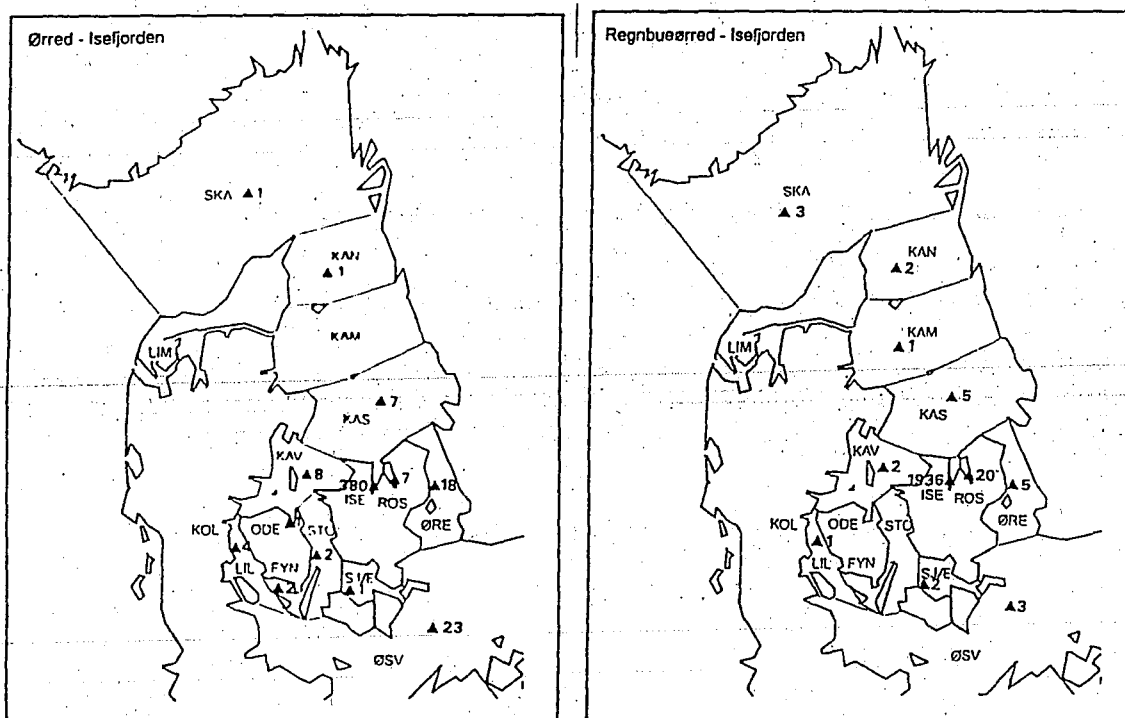 Ørred - Isefjorden
SKA ▲ 1
KAN
▲ 1
KAM
LIM
▲ 7
KAS
KAV
▲ 8
380 ▲ 7
ISE ROS
▲ 18
ØRE
KOL ODE STO
▲ 4
▲ 2
LIL FYN
▲ 21
SJÆ
▲ 1
▲ 23
ØSV
Regnbueørred - Isefjorden
SKA
▲ 3
KAN
▲ 2
KAM
▲ 1
LIM
▲ 5
KAS
KAV
▲ 2
1936 ▲ 20
ISE ROS
▲ 5
ØRE
KOL ODE STO
▲ 1
LIL FYN
SJÆ
▲ 2
▲ 3
ØSV